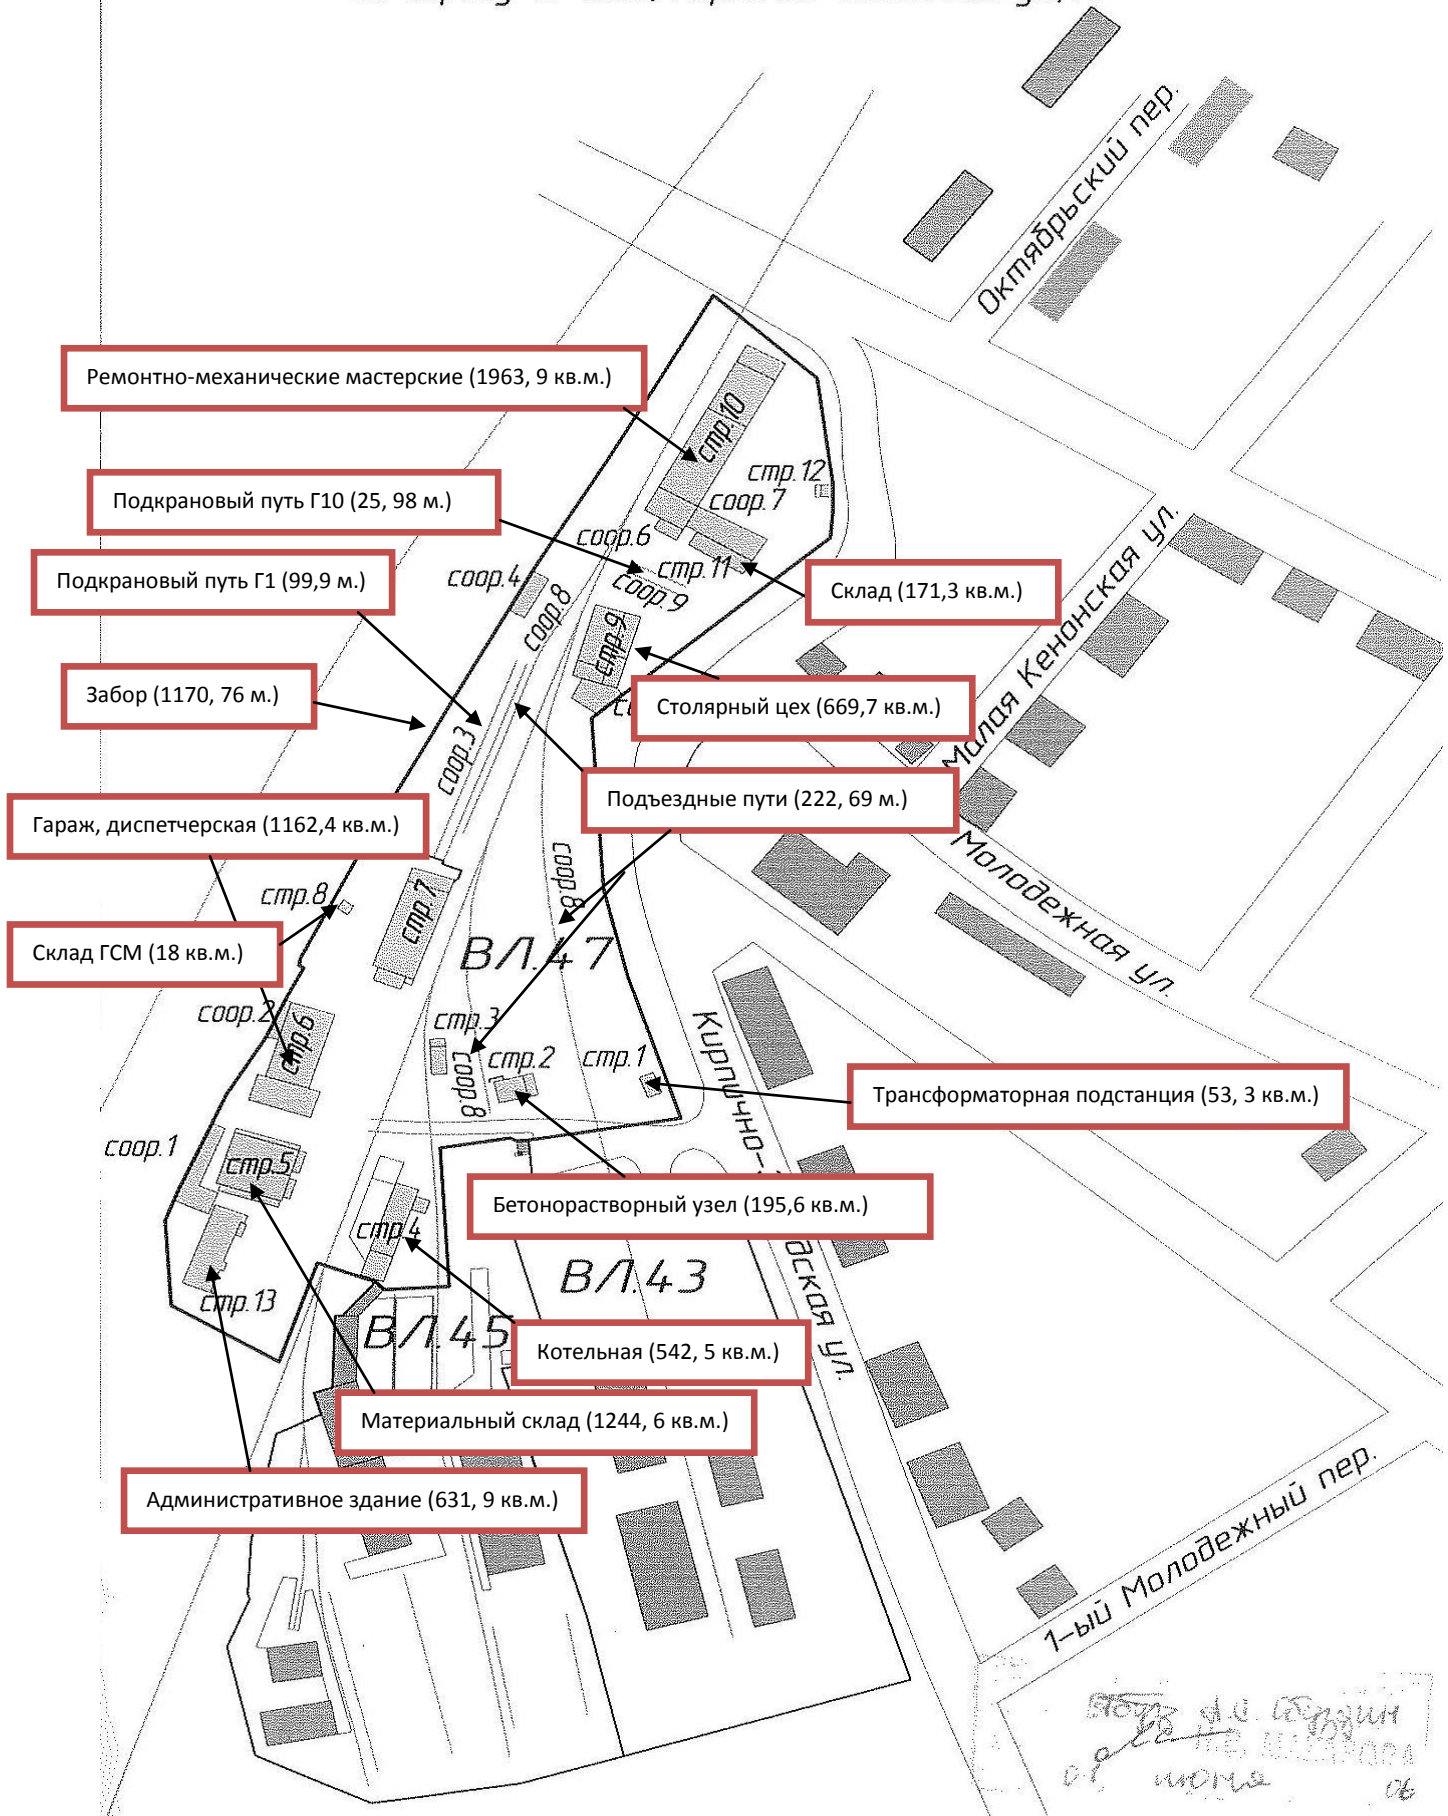 Октябрьский пер.
Ремонтно-механические мастерские (1963, 9 кв.м.)
стр.10
стр.12
соор.7
Подкрановый путь Г10 (25, 98 м.)
соор.6
стр.11
соор.9
Малая Кенонская ул.
Подкрановый путь Г1 (99,9 м.)
соор.4
соор.8
Склад (171,3 кв.м.)
стр.9
Забор (1170, 76 м.)
Столярный цех (669,7 кв.м.)
соор.3
Подъездные пути (222, 69 м.)
Гараж, диспетчерская (1162,4 кв.м.)
соор.8
Молодежная ул.
стр.8
стр.7
Склад ГСМ (18 кв.м.)
ВЛ.47
соор.2
стр.6
стр.3
соор.8
стр.2
стр.1
Трансформаторная подстанция (53, 3 кв.м.)
соор.1
стр.5
Бетонорастворный узел (195,6 кв.м.)
стр.4
стр.13
ВЛ.43
ВЛ.45
Котельная (542, 5 кв.м.)
Материальный склад (1244, 6 кв.м.)
Административное здание (631, 9 кв.м.)
1-ый Молодежный пер.
июня